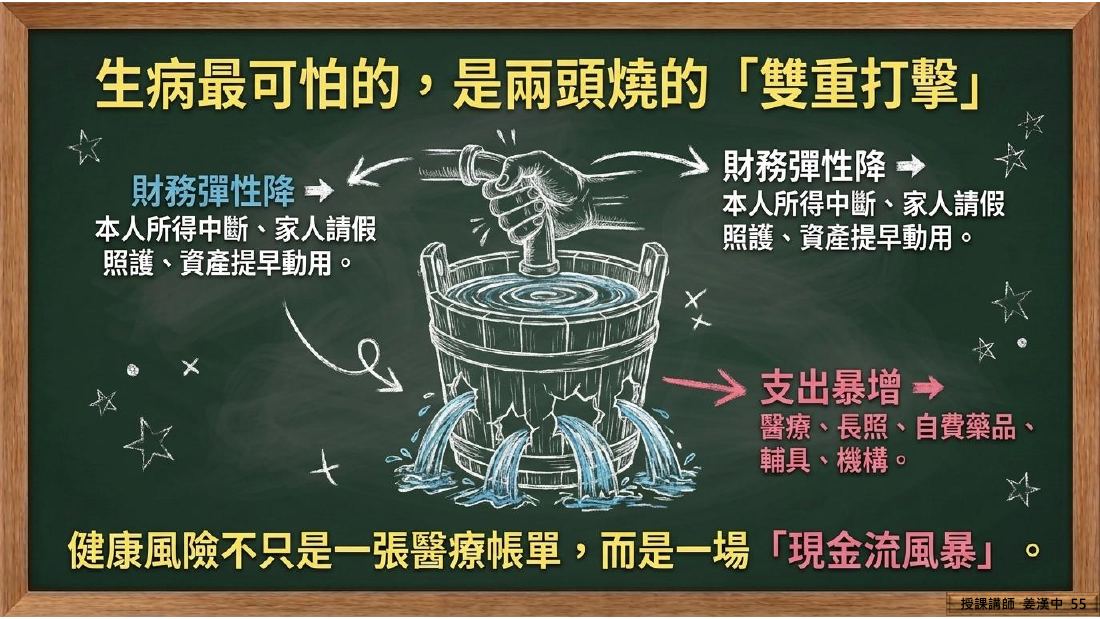 生病最可怕的，是兩頭燒的「雙重打擊」
財務彈性降➡
本人所得中斷、家人請假
照護、資產提早動用。
財務彈性降➡
本人所得中斷、家人請假
照護、資產提早動用。
支出暴增➡
醫療、長照、自費藥品、
輔具、機構。
健康風險不只是一張醫療帳單，而是一場「現金流風暴」。
授課講師 姜漢中 55